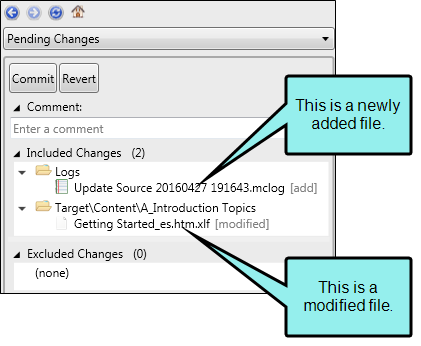 Pending Changes
Commit Revert
Comment:
Enter a comment
Included Changes (2)
Logs
Update Source 20160427 191643.mclog [add]
Target\Content\A_Introduction Topics
Getting Started_es.htm.xlf [modified]
Excluded Changes (0)
(none)
This is a newly
added file.
This is a
modified file.